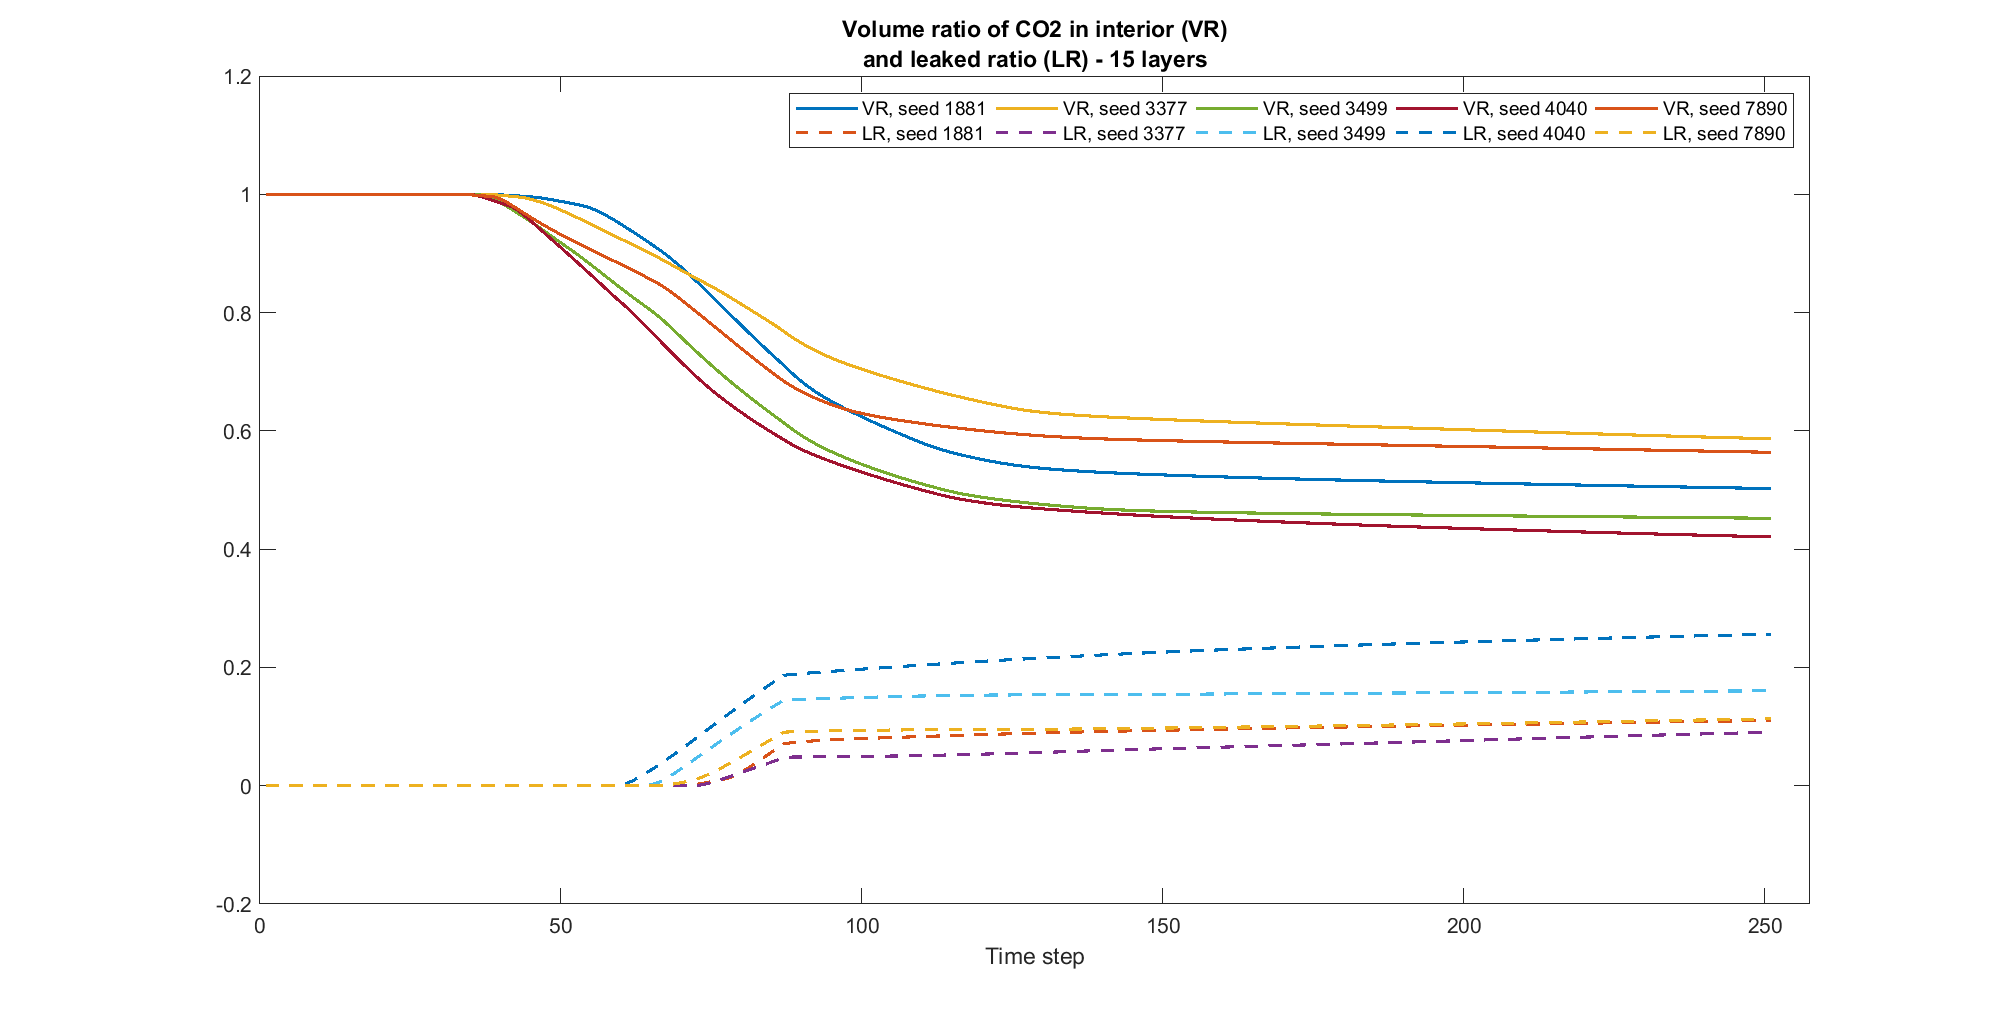 Volume ratio of CO2 in interior (VR)
and leaked ratio (LR) - 15 layers
VR, seed 1881 VR, seed 3377 VR, seed 3499 VR, seed 4040 VR, seed 7890
LR, seed 1881 LR, seed 3377 LR, seed 3499 LR, seed 4040 LR, seed 7890
1.2
1
0.8
0.6
0.4
0.2
0
-0.2
0 50 100 150 200 250
Time step